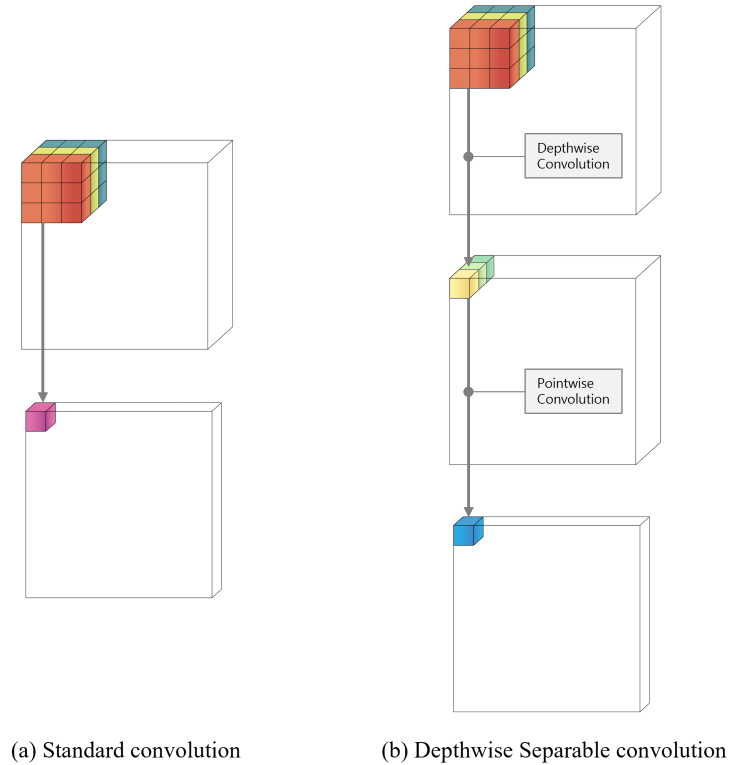 Depthwise
Convolution
Pointwise
Convolution
(a) Standard convolution
(b) Depthwise Separable convolution